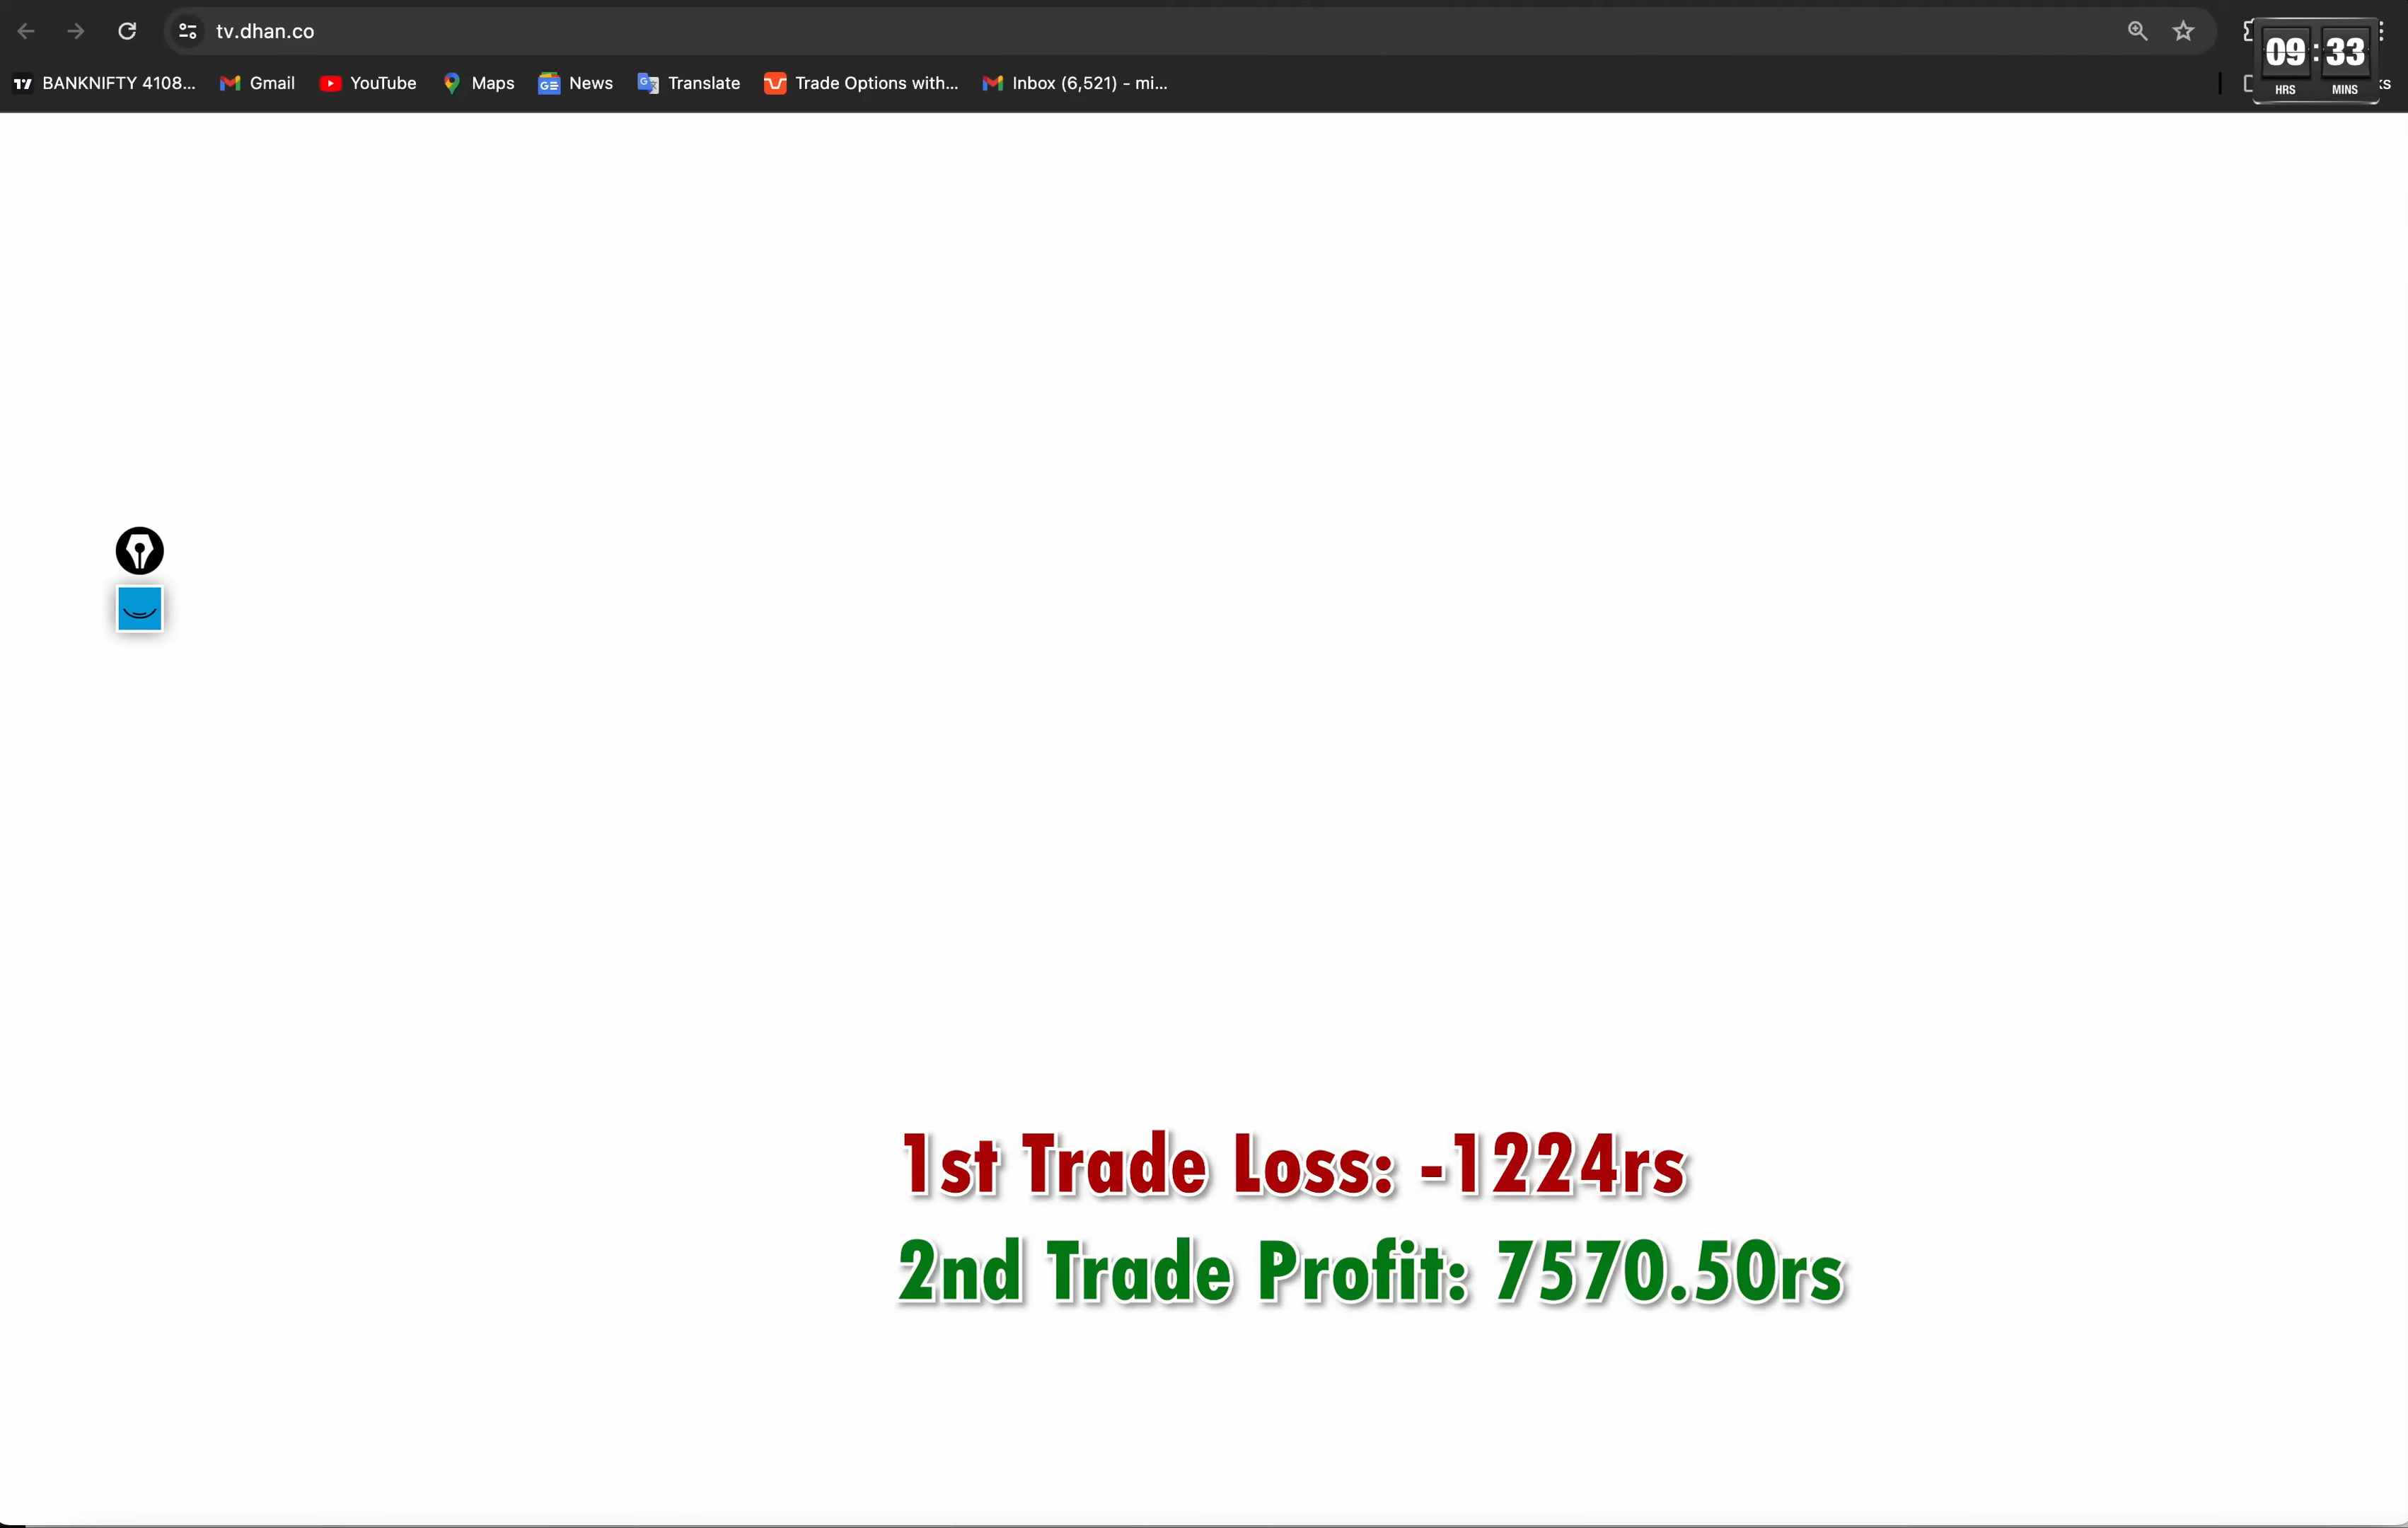 tv.dhan.co
09:33
HRS MINS
BANKNIFTY 4108... Gmail YouTube Maps News Translate Trade Options with... Inbox (6,521) - mi...
1st Trade Loss: -1224rs
2nd Trade Profit: 7570.50rs